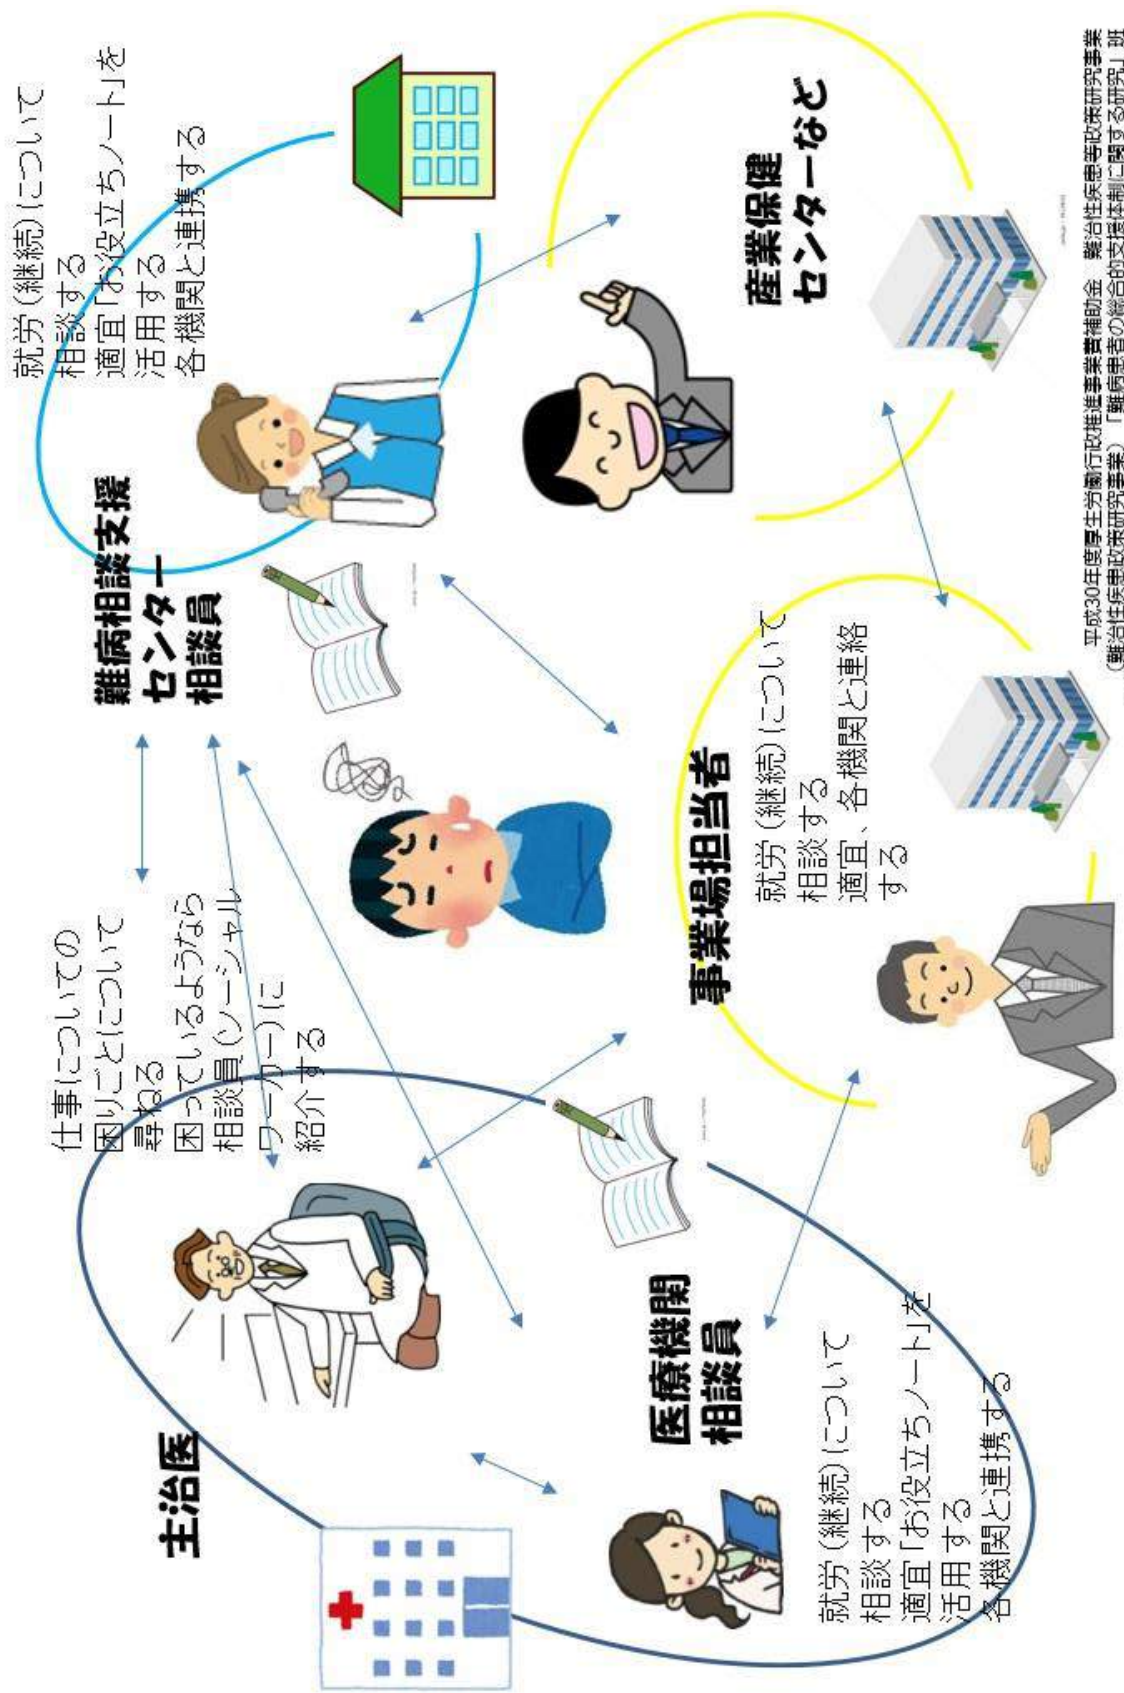 主治医
仕事についての
困りごとについて
尋ねる
困っているようなら
相談員(ソーシャル
ワーカー)に
紹介する
難病相談支援
センター
相談員
就労(継続)について
相談する
適宜「お役立ちノート」を
活用する
各機関と連携する
医療機関
相談員
就労(継続)について
相談する
適宜「お役立ちノート」を
活用する
各機関と連携する
事業場担当者
就労(継続)について
相談する
適宜、各機関と連絡
する
産業保健
センターなど
平成30年度厚生労働行政推進事業費補助金 難治性疾患等政策研究事業
(難治性疾患政策研究事業)「難病患者の総合的支援体制に関する研究」班